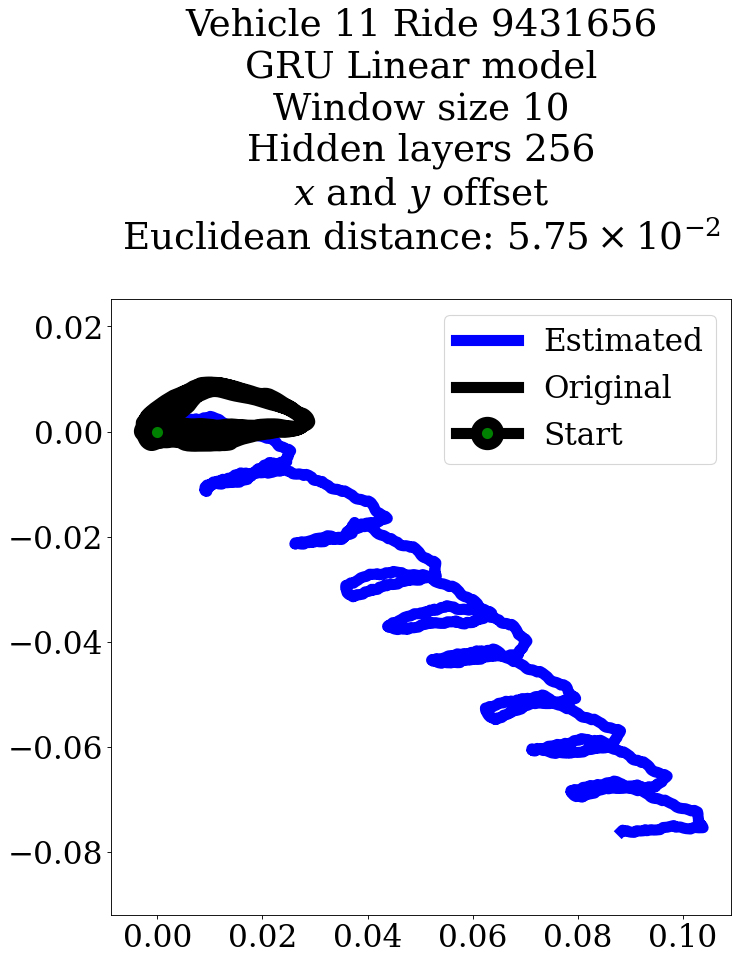 Vehicle 11 Ride 9431656
GRU Linear model
Window size 10
Hidden layers 256
x and y offset
Euclidean distance: 5.75 × 10⁻²
Estimated
Original
Start
0.02
0.00
−0.02
−0.04
−0.06
−0.08
0.00 0.02 0.04 0.06 0.08 0.10